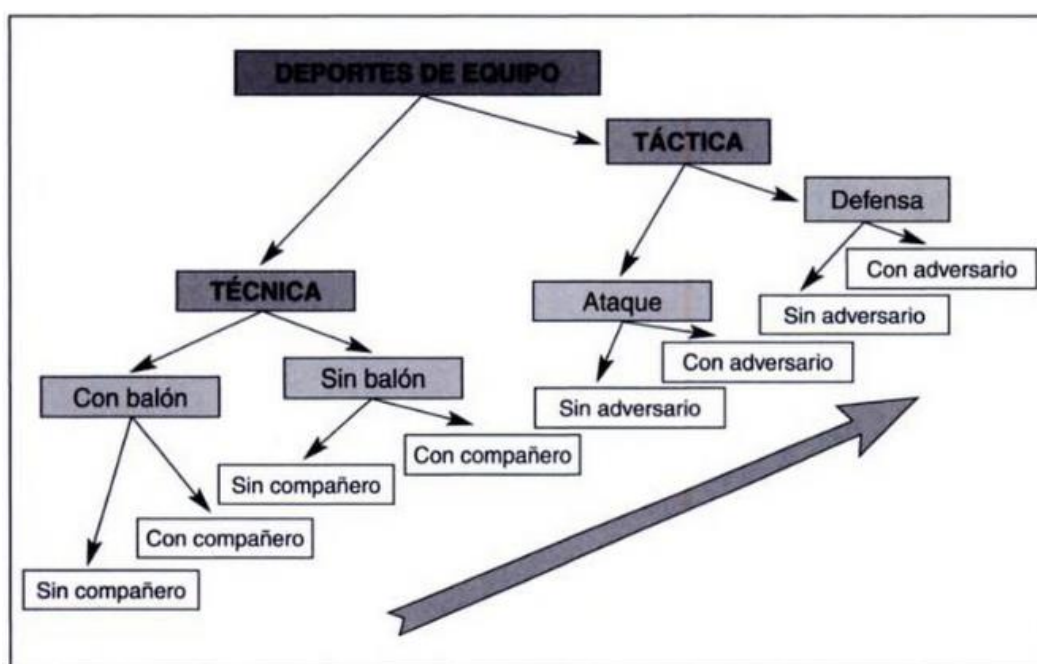 DEPORTES DE EQUIPO
TÁCTICA
Defensa
Con adversario
Sin adversario
Ataque
Con adversario
Sin adversario
TÉCNICA
Con balón
Sin balón
Con compañero
Sin compañero
Con compañero
Sin compañero